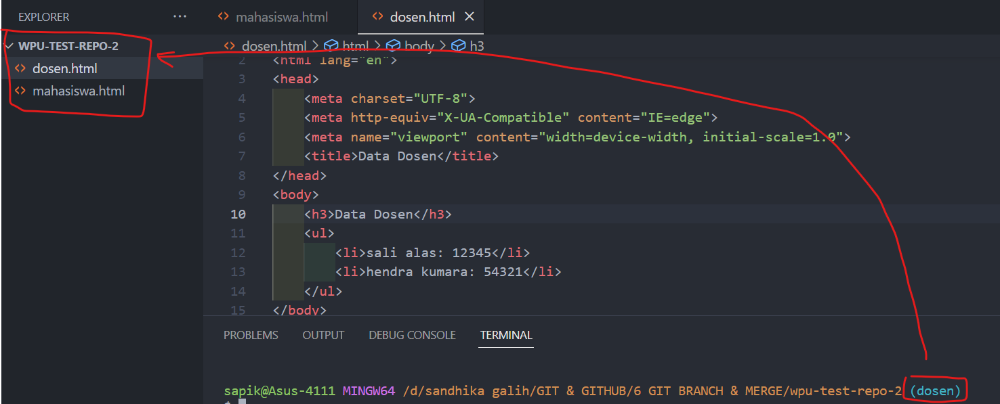 EXPLORER ...
mahasiswa.html
dosen.html
WPU-TEST-REPO-2
dosen.html
mahasiswa.html
dosen.html > html > body > h3
2 <html lang="en">
3 <head>
4 <meta charset="UTF-8">
5 <meta http-equiv="X-UA-Compatible" content="IE=edge">
6 <meta name="viewport" content="width=device-width, initial-scale=1.0">
7 <title>Data Dosen</title>
8 </head>
9 <body>
10 <h3>Data Dosen</h3>
11 <ul>
12 <li>sali alas: 12345</li>
13 <li>hendra kumara: 54321</li>
14 </ul>
15 </body>
PROBLEMS OUTPUT DEBUG CONSOLE TERMINAL
sapik@Asus-4111 MINGW64 /d/sandhika galih/GIT & GITHUB/6 GIT BRANCH & MERGE/wpu-test-repo-2 (dosen)
$